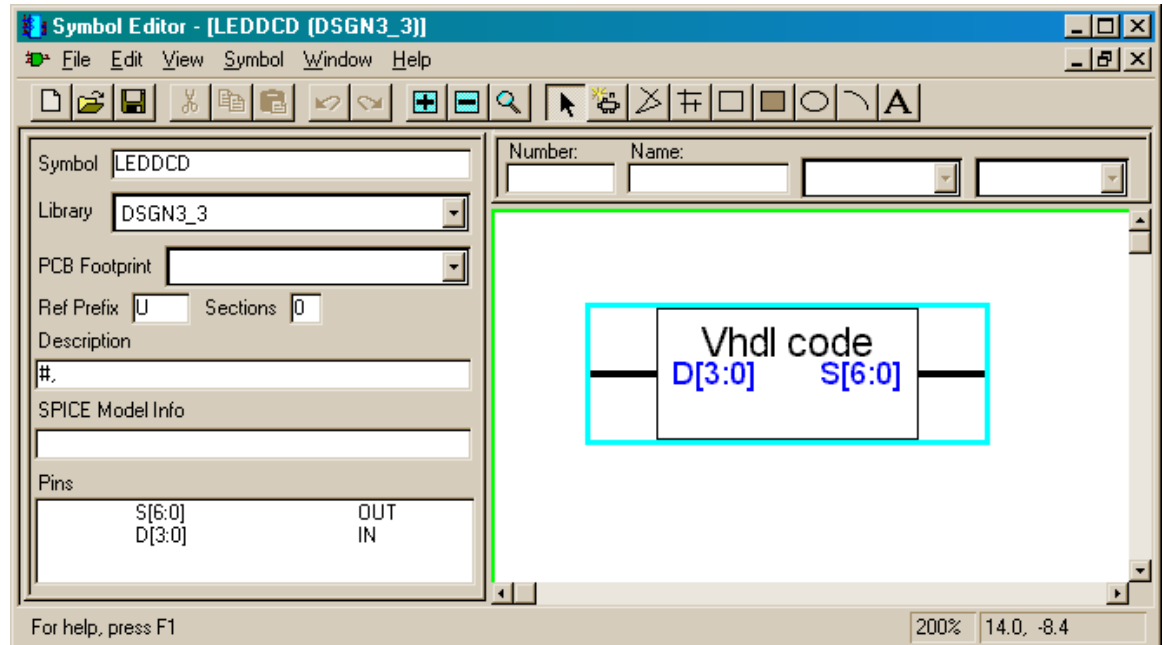 Symbol Editor - [LEDDCD (DSGN3_3)]
File Edit View Symbol Window Help
A
Symbol LEDDCD
Library DSGN3_3
PCB Footprint
Ref Prefix U Sections 0
Description
#,
SPICE Model Info
Pins
S[6:0] OUT
D[3:0] IN
Number: Name:
Vhdl code
D[3:0] S[6:0]
For help, press F1 200% 14.0, -8.4